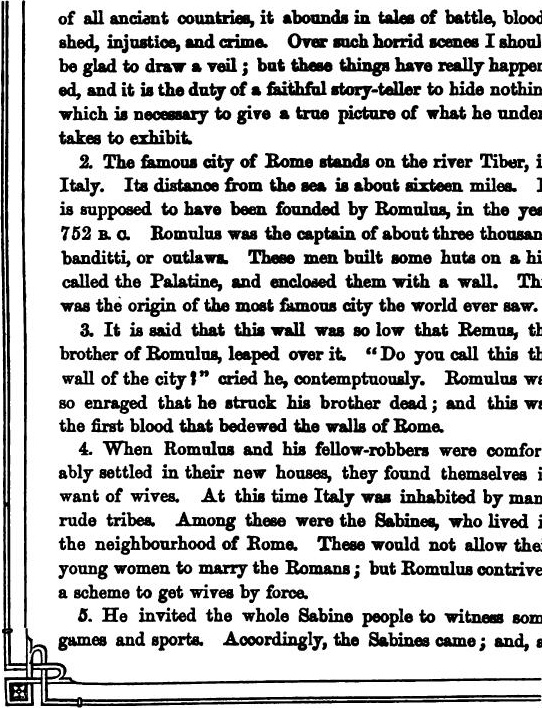 of all ancient countries, it abounds in tales of battle, blood
shed, injustice, and crime. Over such horrid scenes I shoul
be glad to draw a veil ; but these things have really happen
ed, and it is the duty of a faithful story-teller to hide nothin
which is necessary to give a true picture of what he under
takes to exhibit.
2. The famous city of Rome stands on the river Tiber, i
Italy. Its distance from the sea is about sixteen miles. I
is supposed to have been founded by Romulus, in the yea
752 B. C. Romulus was the captain of about three thousan
banditti, or outlaws. These men built some huts on a hi
called the Palatine, and enclosed them with a wall. Thi
was the origin of the most famous city the world ever saw.
3. It is said that this wall was so low that Remus, th
brother of Romulus, leaped over it. “Do you call this th
wall of the city?” cried he, contemptuously. Romulus wa
so enraged that he struck his brother dead ; and this wa
the first blood that bedewed the walls of Rome.
4. When Romulus and his fellow-robbers were comfor
ably settled in their new houses, they found themselves i
want of wives. At this time Italy was inhabited by man
rude tribes. Among these were the Sabines, who lived i
the neighbourhood of Rome. These would not allow thei
young women to marry the Romans ; but Romulus contrive
a scheme to get wives by force.
5. He invited the whole Sabine people to witness som
games and sports. Accordingly, the Sabines came ; and, a